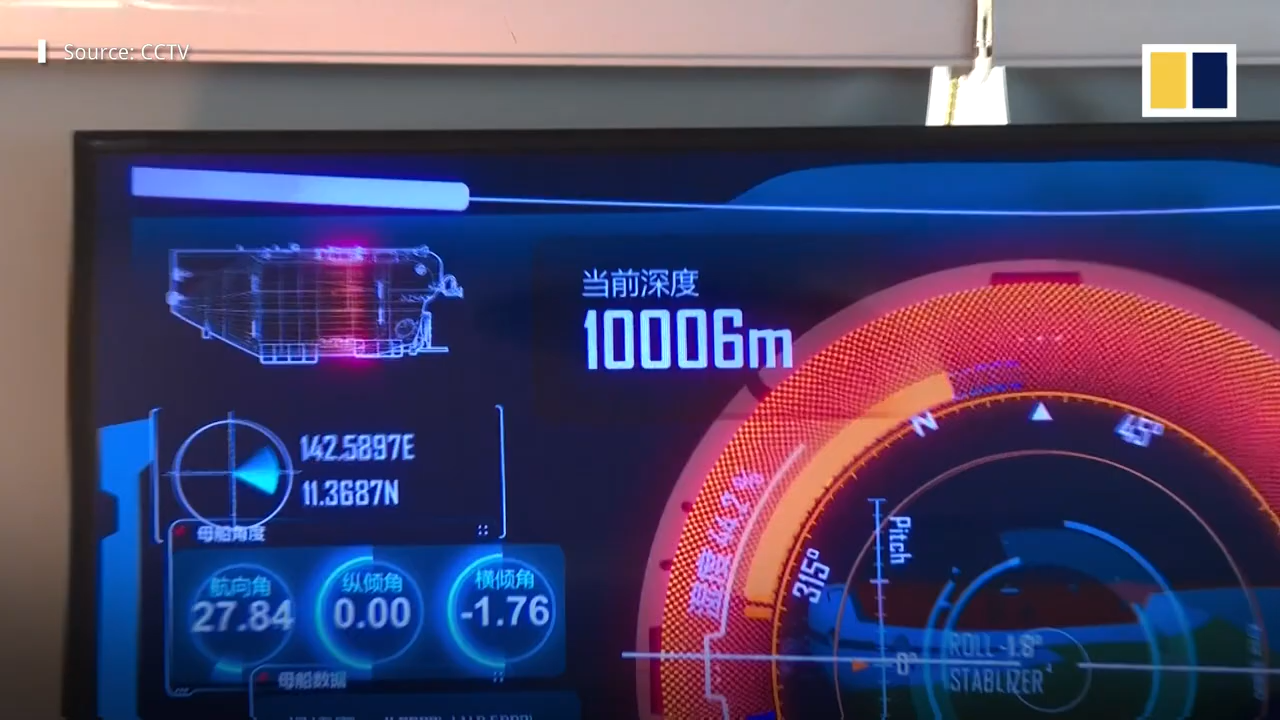 Source: CCTV
当前深度
10006m
142.5897E
11.3687N
母船角度
航向角
27.84
纵倾角
0.00
横倾角
-1.76
母船数据
N
45°
315°
Pitch
0°
ROLL -1.8°
STABLIZER